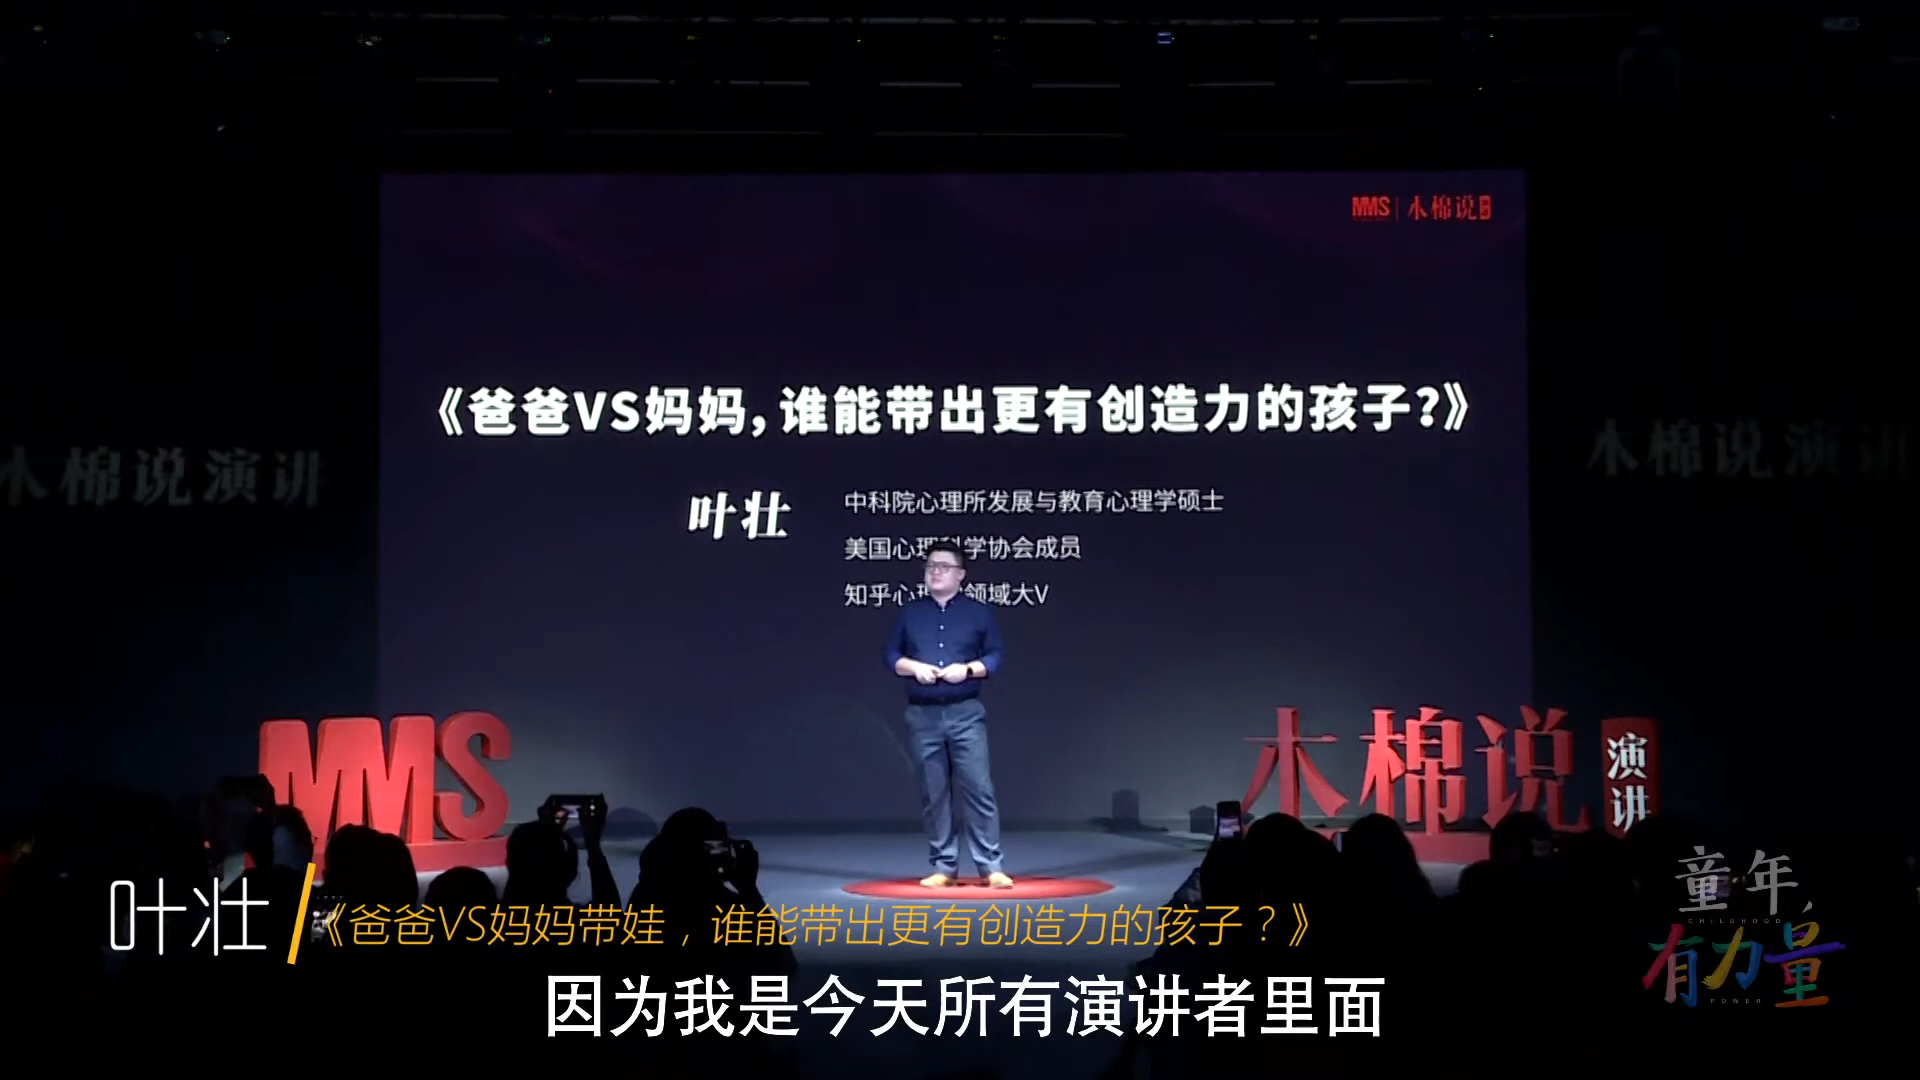 MMS 木棉说
《爸爸VS妈妈，谁能带出更有创造力的孩子？》
木棉说演讲
木棉说演讲
叶壮
中科院心理所发展与教育心理学硕士
美国心理科学协会成员
知乎心理学领域大V
MMS
木棉说
演讲
童年，
CHILDHOOD
有力量
POWER
叶壮
《爸爸VS妈妈带娃，谁能带出更有创造力的孩子？》
因为我是今天所有演讲者里面